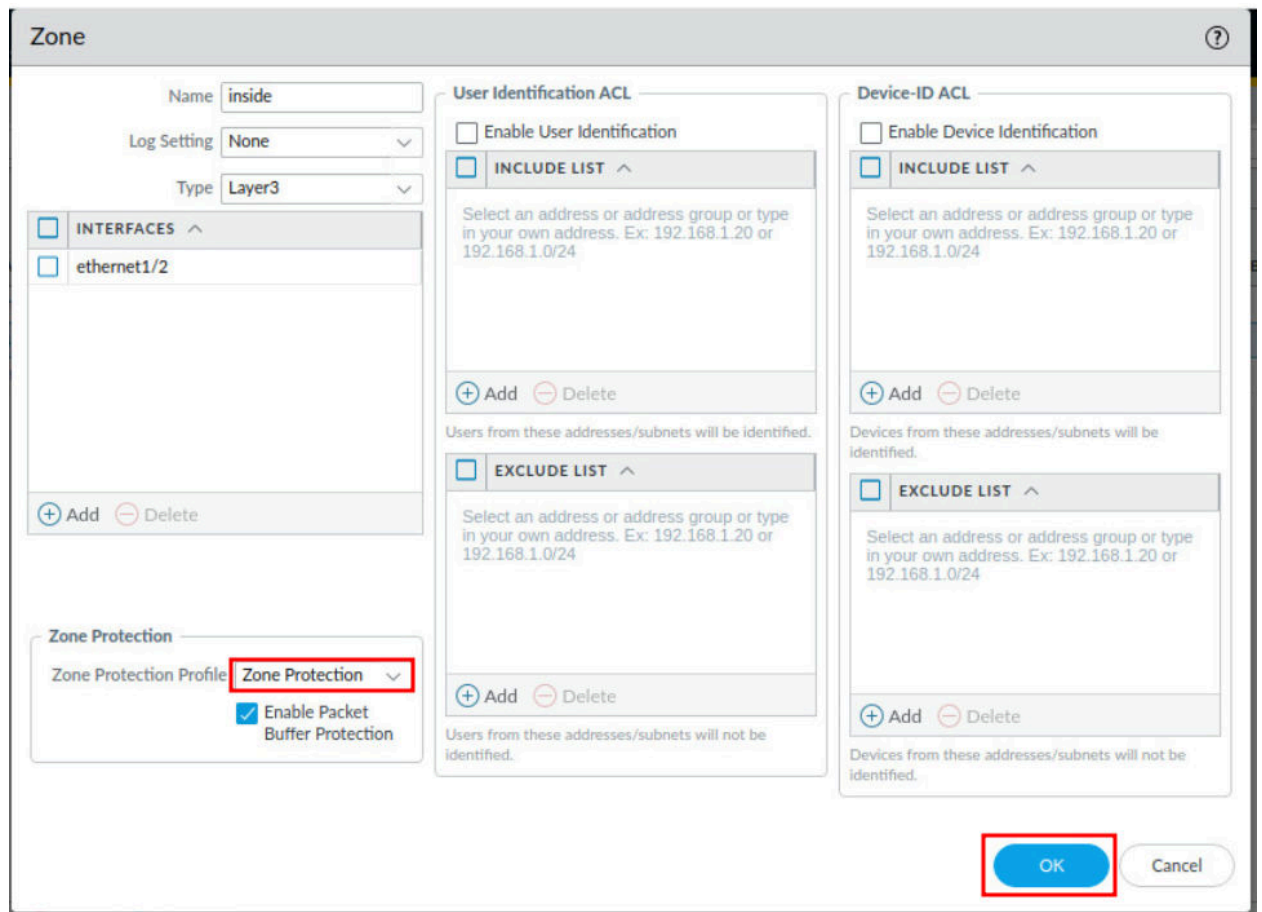 Zone
Name inside
Log Setting None
Type Layer3
INTERFACES
ethernet1/2
Add Delete
Zone Protection
Zone Protection Profile Zone Protection
Enable Packet
Buffer Protection
User Identification ACL
Enable User Identification
INCLUDE LIST
Select an address or address group or type
in your own address. Ex: 192.168.1.20 or
192.168.1.0/24
Add Delete
Users from these addresses/subnets will be identified.
EXCLUDE LIST
Select an address or address group or type
in your own address. Ex: 192.168.1.20 or
192.168.1.0/24
Add Delete
Users from these addresses/subnets will not be
identified.
Device-ID ACL
Enable Device Identification
INCLUDE LIST
Select an address or address group or type
in your own address. Ex: 192.168.1.20 or
192.168.1.0/24
Add Delete
Devices from these addresses/subnets will be
identified.
EXCLUDE LIST
Select an address or address group or type
in your own address. Ex: 192.168.1.20 or
192.168.1.0/24
Add Delete
Devices from these addresses/subnets will not be
identified.
OK Cancel